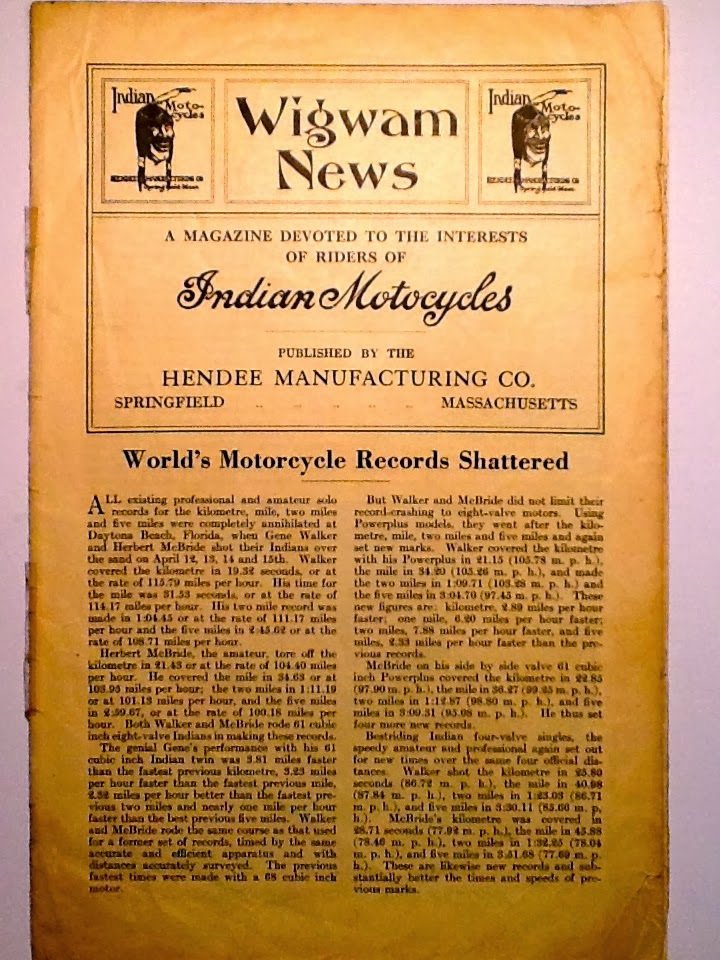 Indian Moto-
cycles
HENDEE MANUFACTURING CO
Springfield Mass
Wigwam
News
Indian Moto-
cycles
HENDEE MANUFACTURING CO
Springfield Mass
A MAGAZINE DEVOTED TO THE INTERESTS
OF RIDERS OF
Indian Motocycles
PUBLISHED BY THE
HENDEE MANUFACTURING CO.
SPRINGFIELD .. .. .. .. .. MASSACHUSETTS
World's Motorcycle Records Shattered
ALL existing professional and amateur solo
records for the kilometre, mile, two miles
and five miles were completely annihilated at
Daytona Beach, Florida, when Gene Walker
and Herbert McBride shot their Indians over
the sand on April 12, 13, 14 and 15th. Walker
covered the kilometre in 19.32 seconds, or at
the rate of 115.79 miles per hour. His time for
the mile was 31.53 seconds, or at the rate of
114.17 miles per hour. His two mile record was
made in 1:04.45 or at the rate of 111.17 miles
per hour and the five miles in 2:45.62 or at the
rate of 108.71 miles per hour.
Herbert McBride, the amateur, tore off the
kilometre in 21.43 or at the rate of 104.40 miles
per hour. He covered the mile in 34.63 or at
103.95 miles per hour; the two miles in 1:11.19
or at 101.13 miles per hour, and the five miles
in 2:59.67, or at the rate of 100.18 miles per
hour. Both Walker and McBride rode 61 cubic
inch eight-valve Indians in making these records.
The genial Gene's performance with his 61
cubic inch Indian twin was 3.81 miles faster
than the fastest previous kilometre, 3.23 miles
per hour faster than the fastest previous mile,
2.32 miles per hour better than the fastest pre-
vious two miles and nearly one mile per hour
faster than the best previous five miles. Walker
and McBride rode the same course as that used
for a former set of records, timed by the same
accurate and efficient apparatus and with
distances accurately surveyed. The previous
fastest times were made with a 68 cubic inch
motor.
But Walker and McBride did not limit their
record-crashing to eight-valve motors. Using
Powerplus models, they went after the kilo-
metre, mile, two miles and five miles and again
set new marks. Walker covered the kilometre
with his Powerplus in 21.15 (105.78 m. p. h.),
the mile in 34.20 (105.26 m. p. h.), and made
the two miles in 1:09.71 (103.28 m. p. h.) and
the five miles in 3:04.70 (97.45 m. p. h.). These
new figures are: kilometre, 2.89 miles per hour
faster; one mile, 6.20 miles per hour faster;
two miles, 7.88 miles per hour faster, and five
miles, 2.33 miles per hour faster than the pre-
vious records.
McBride on his side by side valve 61 cubic
inch Powerplus covered the kilometre in 22.85
(97.90 m. p. h.), the mile in 36.27 (99.25 m. p. h.),
two miles in 1:12.87 (98.80 m. p. h.), and five
miles in 3:09.31 (95.08 m. p. h.). He thus set
four more new records.
Bestriding Indian four-valve singles, the
speedy amateur and professional again set out
for new times over the same four official dis-
tances. Walker shot the kilometre in 25.80
seconds (86.72 m. p. h.), the mile in 40.98
(87.84 m. p. h.), two miles in 1:23.03 (86.71
m. p. h.), and five miles in 3:30.11 (85.66 m. p.
h.). McBride's kilometre was covered in
28.71 seconds (77.92 m. p. h.), the mile in 45.88
(78.46 m. p. h.), two miles in 1:32.25 (78.04
m. p. h.), and five miles in 3:51.68 (77.69 m. p.
h.). These are likewise new records and sub-
stantially better the times and speeds of pre-
vious marks.